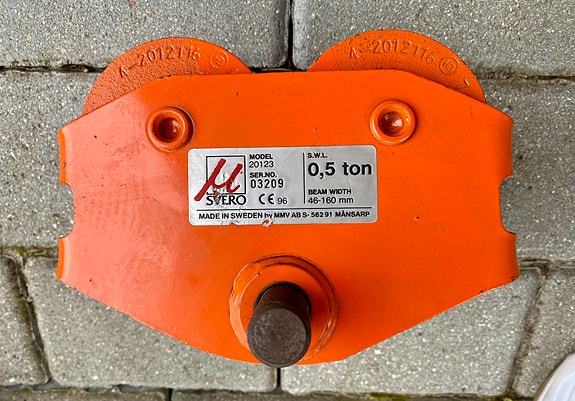 4-2012116
4-2012116
7
µ
SVERO
MODEL
20123
SER.NO.
03209
CE 96
S.W.L.
0,5 ton
BEAM WIDTH
46-160 mm
MADE IN SWEDEN by MMV AB S-562 91 MÅNSARP